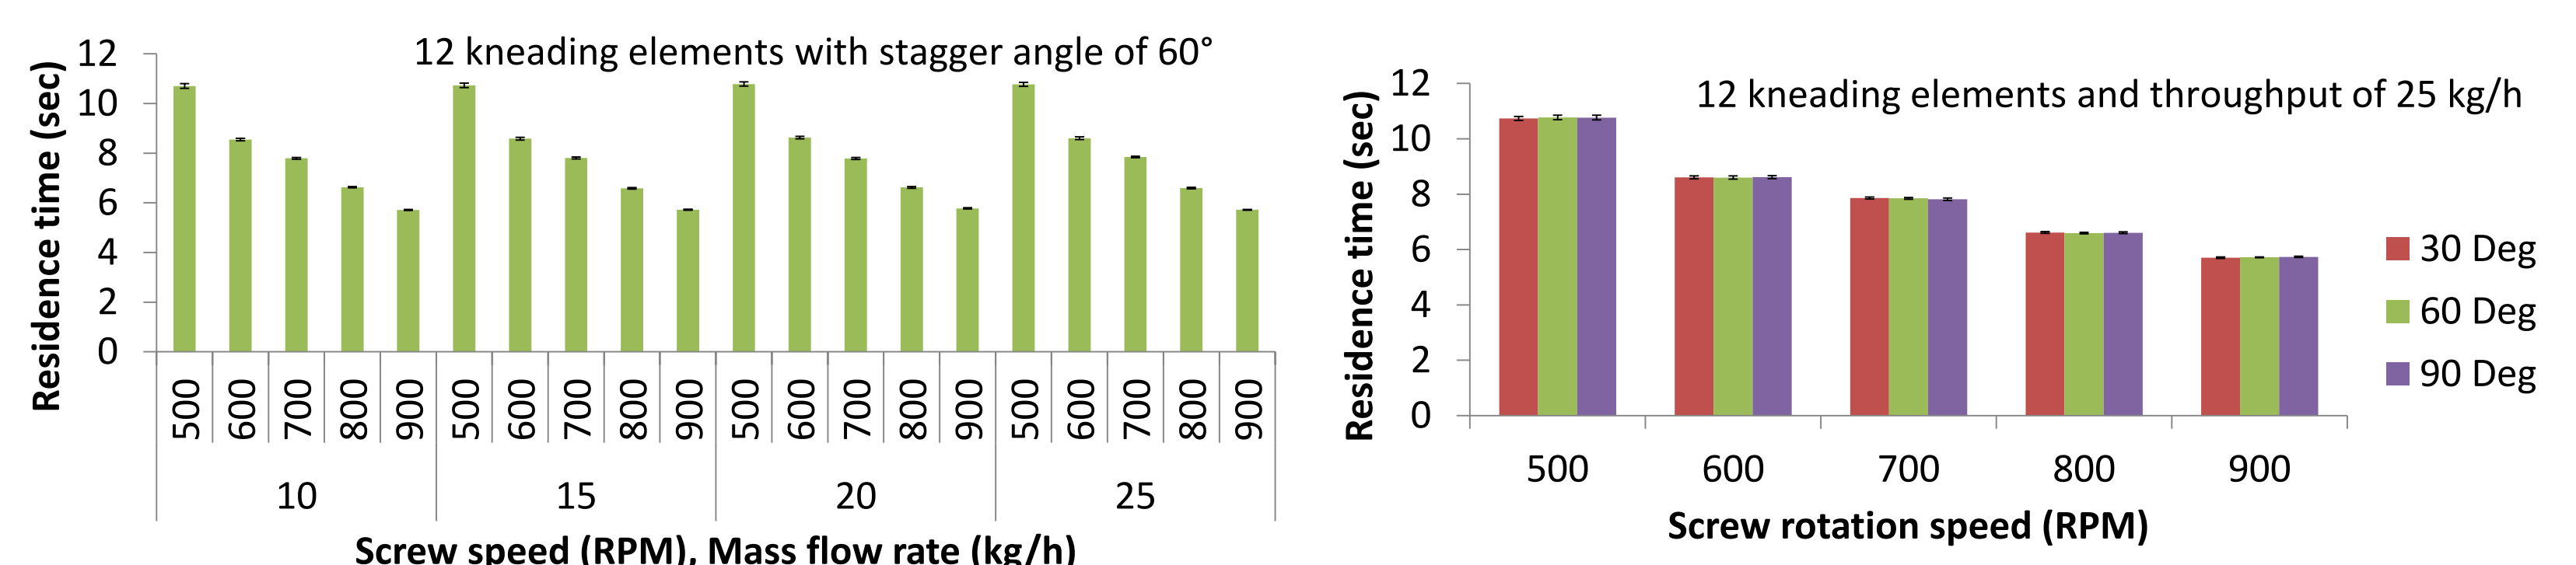 12 kneading elements with stagger angle of 60°
Residence time (sec)
12
10
8
6
4
2
0
500 600 700 800 900 500 600 700 800 900 500 600 700 800 900 500 600 700 800 900
10 15 20 25
Screw speed (RPM), Mass flow rate (kg/h)
12 kneading elements and throughput of 25 kg/h
Residence time (sec)
12
10
8
6
4
2
0
500 600 700 800 900
Screw rotation speed (RPM)
30 Deg
60 Deg
90 Deg